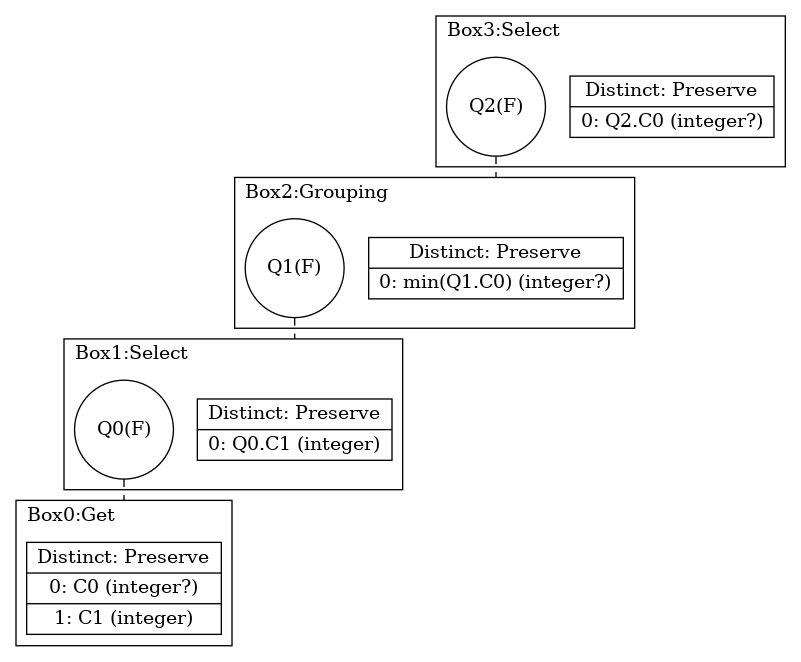 Box3:Select
Q2(F)
Distinct: Preserve
0: Q2.C0 (integer?)
Box2:Grouping
Q1(F)
Distinct: Preserve
0: min(Q1.C0) (integer?)
Box1:Select
Q0(F)
Distinct: Preserve
0: Q0.C1 (integer)
Box0:Get
Distinct: Preserve
0: C0 (integer?)
1: C1 (integer)